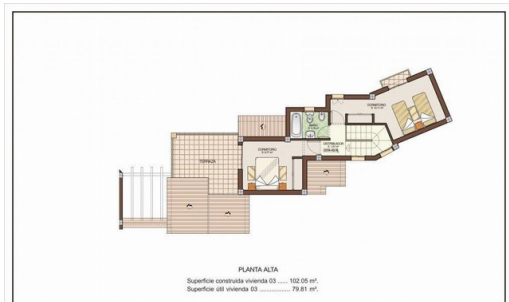 DORMITORIO
BAÑO
DISTRIBUIDOR
TERRAZA
DORMITORIO
PLANTA ALTA
Superficie construida vivienda 03 ...... 102.05 m².
Superficie útil vivienda 03 .................. 79.81 m².